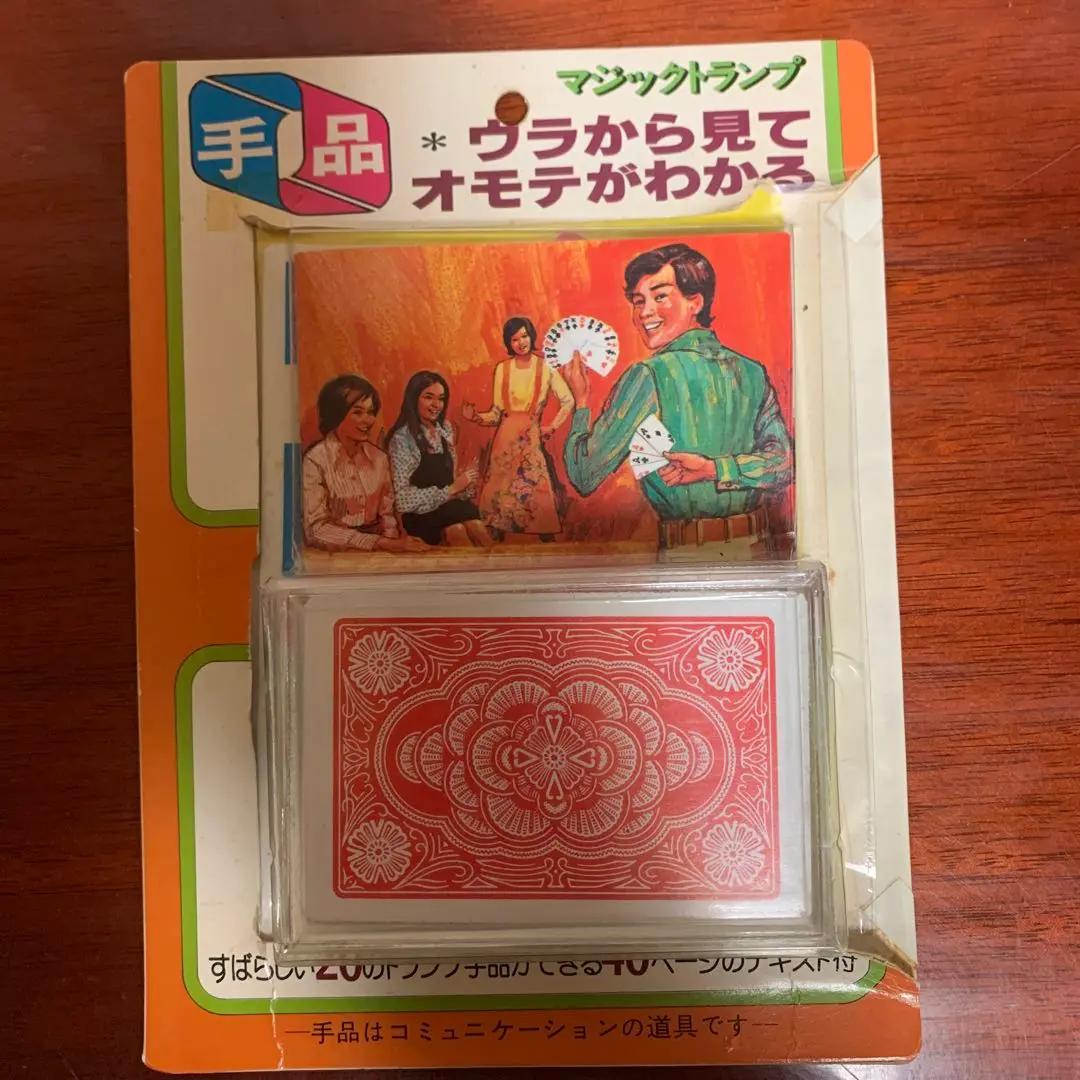 手品
マジックトランプ
＊ウラから見て
オモテがわかる
すばらしい20のトランプ手品ができる40ページのテキスト付
―手品はコミュニケーションの道具です―